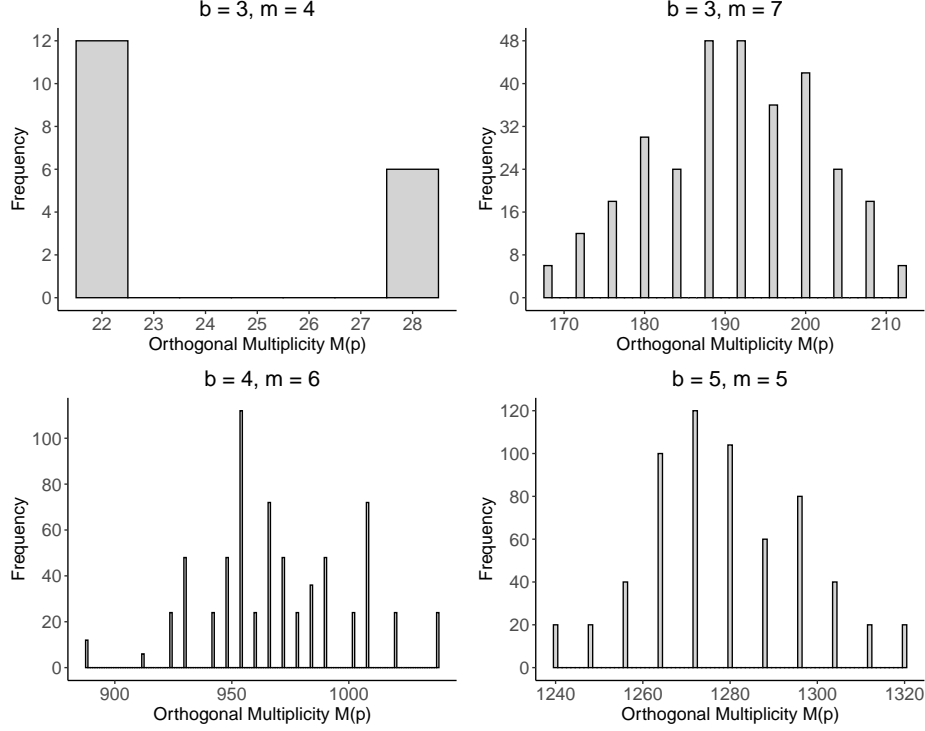 b = 3, m = 4
Frequency
12
10
8
6
4
2
0
22 23 24 25 26 27 28
Orthogonal Multiplicity M(p)
b = 3, m = 7
Frequency
48
40
32
24
16
8
0
170 180 190 200 210
Orthogonal Multiplicity M(p)
b = 4, m = 6
Frequency
100
80
60
40
20
0
900 950 1000
Orthogonal Multiplicity M(p)
b = 5, m = 5
Frequency
120
100
80
60
40
20
0
1240 1260 1280 1300 1320
Orthogonal Multiplicity M(p)